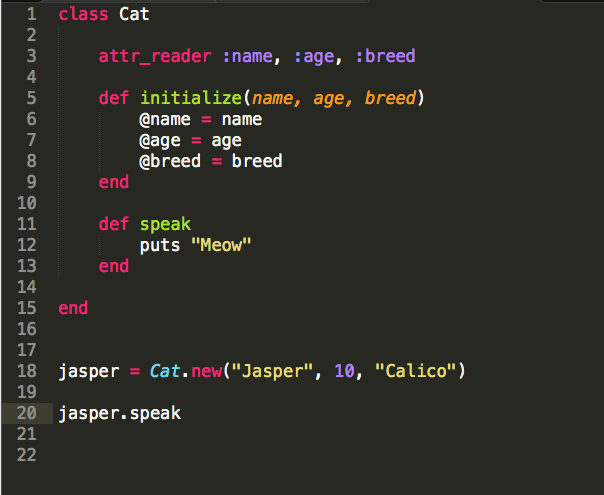 1 class Cat
2
3     attr_reader :name, :age, :breed
4
5     def initialize(name, age, breed)
6         @name = name
7         @age = age
8         @breed = breed
9     end
10
11     def speak
12         puts "Meow"
13     end
14
15 end
16
17
18 jasper = Cat.new("Jasper", 10, "Calico")
19
20 jasper.speak
21
22